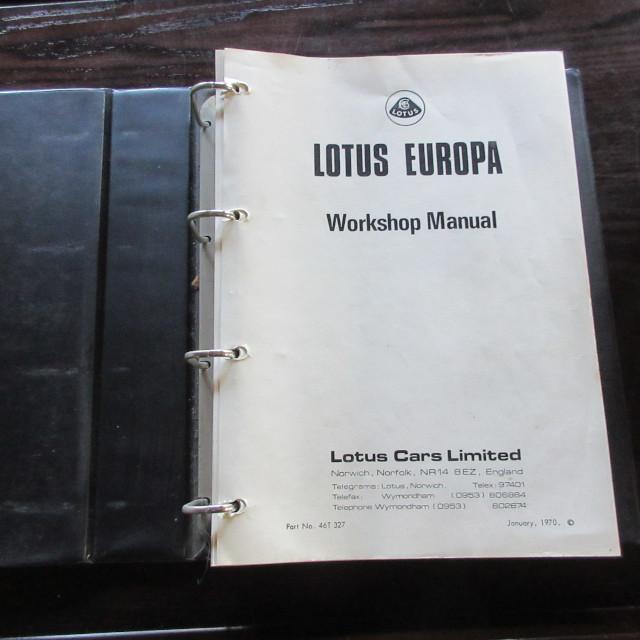 LOTUS
LOTUS EUROPA
Workshop Manual
Lotus Cars Limited
Norwich, Norfolk, NR14 8EZ, England
Telegrams: Lotus, Norwich. Telex: 97401
Telefax: Wymondham (0953) 606884
Telephone Wymondham (0953) 602674
Part No. 46T 327 January, 1970. ©